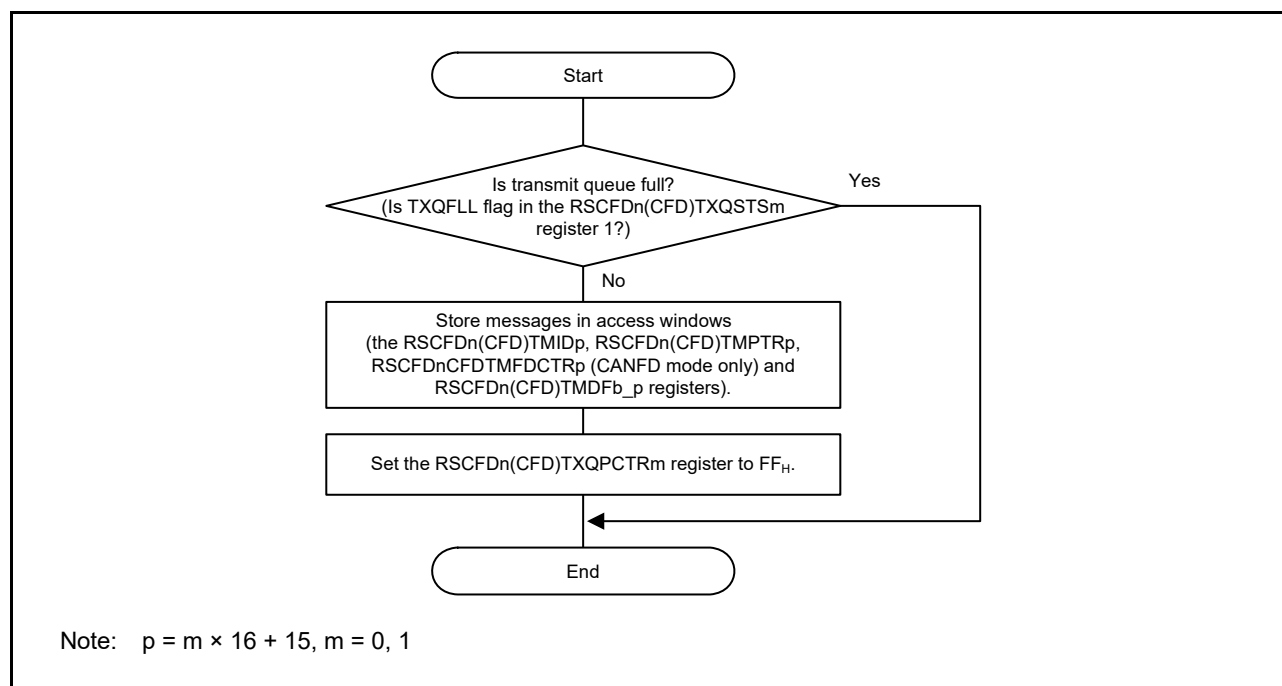 Start
Is transmit queue full?
(Is TXQFLL flag in the RSCFDn(CFD)TXQSTSm
register 1?)
Yes
No
Store messages in access windows
(the RSCFDn(CFD)TMIDp, RSCFDn(CFD)TMPTRp,
RSCFDnCFDTMFDCTRp (CANFD mode only) and
RSCFDn(CFD)TMDFb_p registers).
Set the RSCFDn(CFD)TXQPCTRm register to FFH.
End
Note: p = m × 16 + 15, m = 0, 1